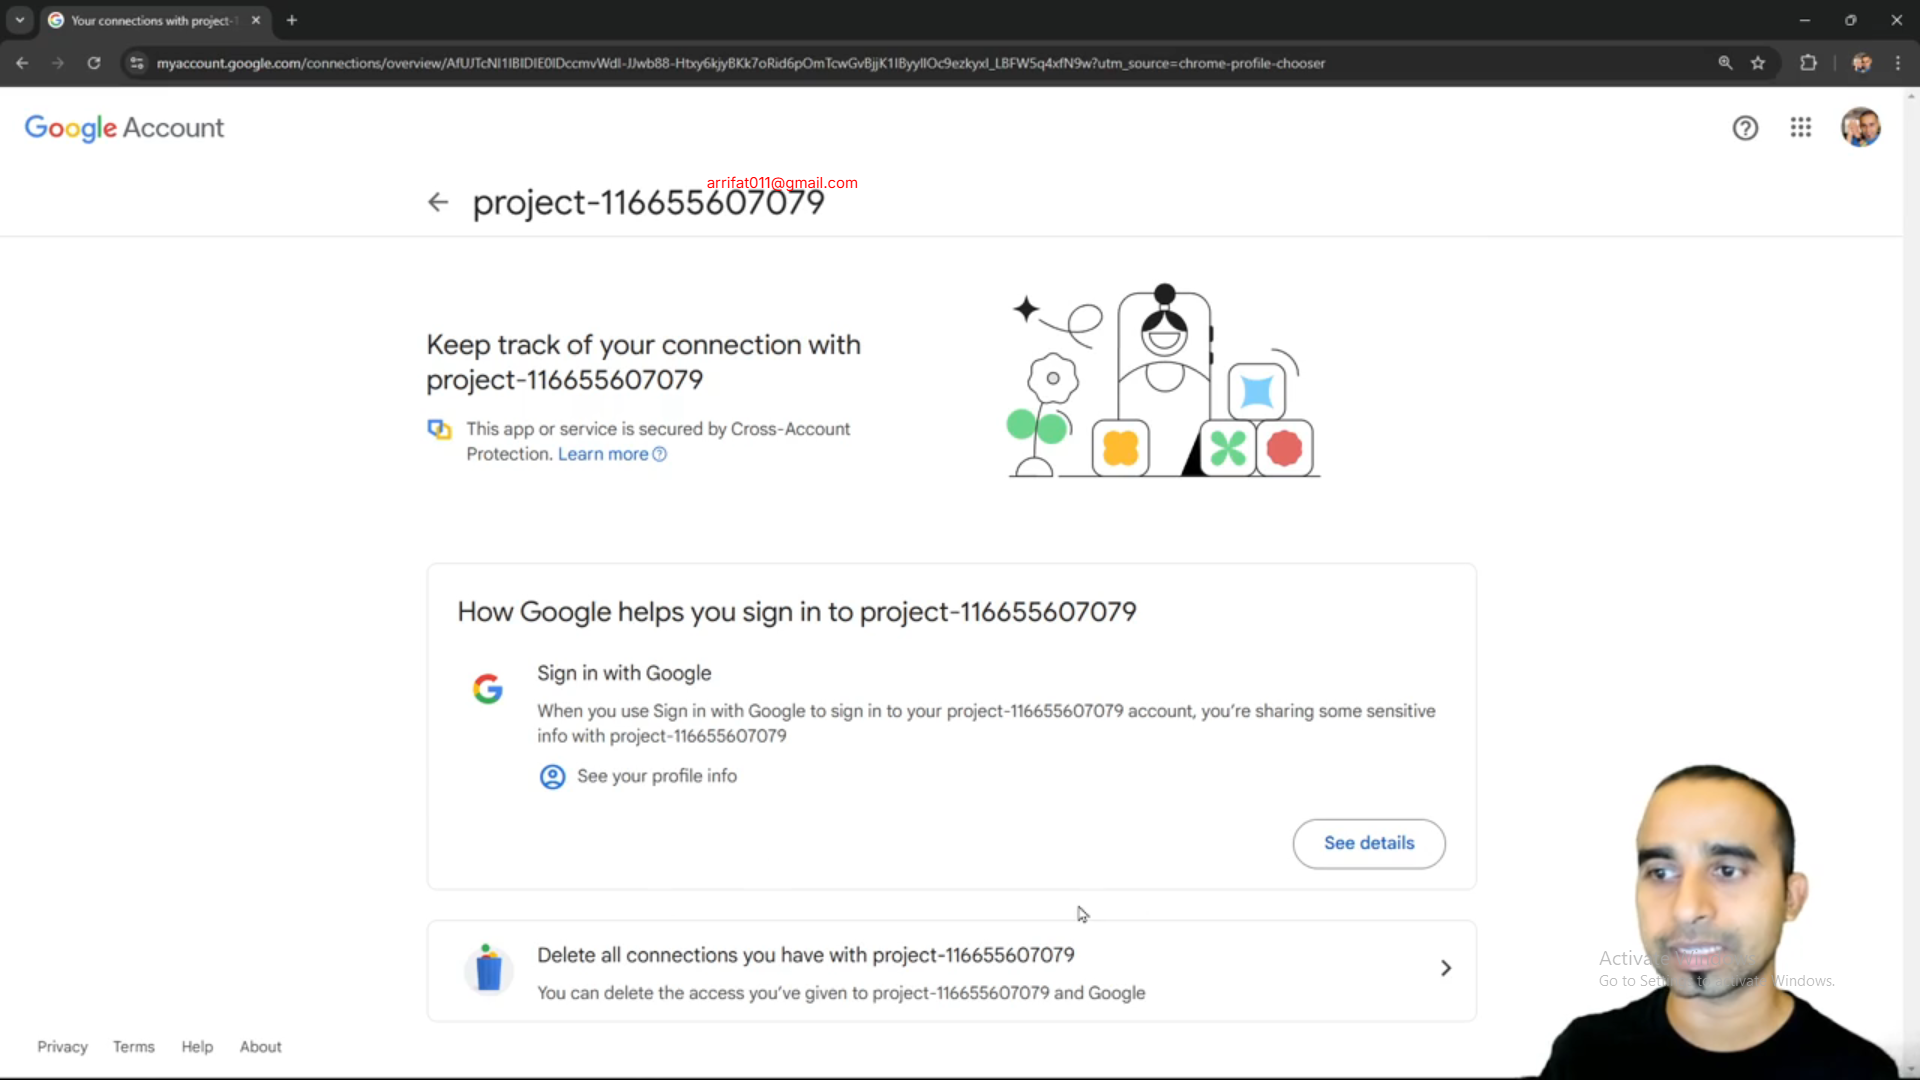 Your connections with project-1
myaccount.google.com/connections/overview/AfUJTcNI1IBIDIE0IDccmvWdI-JJwb88-Htxy6kjyBKk7oRid6pOmTcwGvBjjK1IByyIIOc9ezkyxI_LBFW5q4xfN9w?utm_source=chrome-profile-chooser
Google Account
arrifat011@gmail.com
project-116655607079
Keep track of your connection with
project-116655607079
This app or service is secured by Cross-Account
Protection. Learn more
How Google helps you sign in to project-116655607079
Sign in with Google
When you use Sign in with Google to sign in to your project-116655607079 account, you're sharing some sensitive
info with project-116655607079
See your profile info
See details
Delete all connections you have with project-116655607079
You can delete the access you've given to project-116655607079 and Google
Privacy Terms Help About
Activate
Go to Windows.